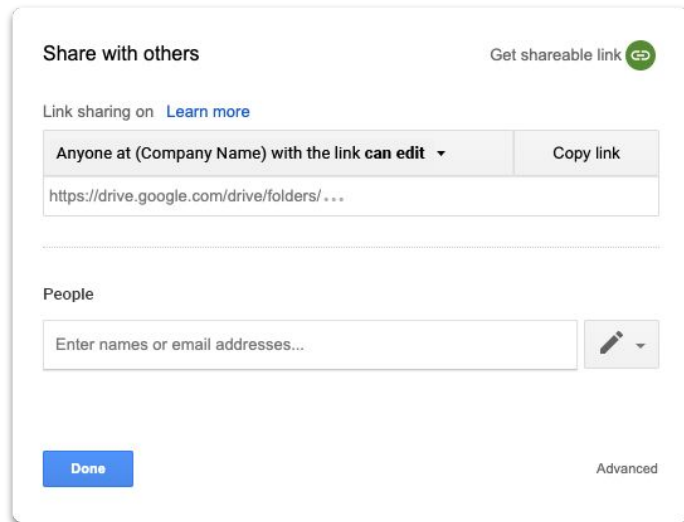 Share with others
Get shareable link
Link sharing on Learn more
Anyone at (Company Name) with the link can edit
Copy link
https://drive.google.com/drive/folders/...
People
Enter names or email addresses...
Done
Advanced